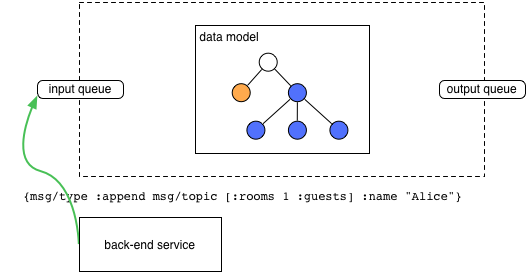 data model
input queue
output queue
{msg/type :append msg/topic [:rooms 1 :guests] :name "Alice"}
back-end service